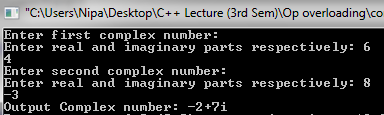 "C:\Users\Nipa\Desktop\C++ Lecture (3rd Sem)\Op overloading\co
Enter first complex number:
Enter real and imaginary parts respectively: 6
4
Enter second complex number:
Enter real and imaginary parts respectively: 8
-3
Output Complex number: -2+7i